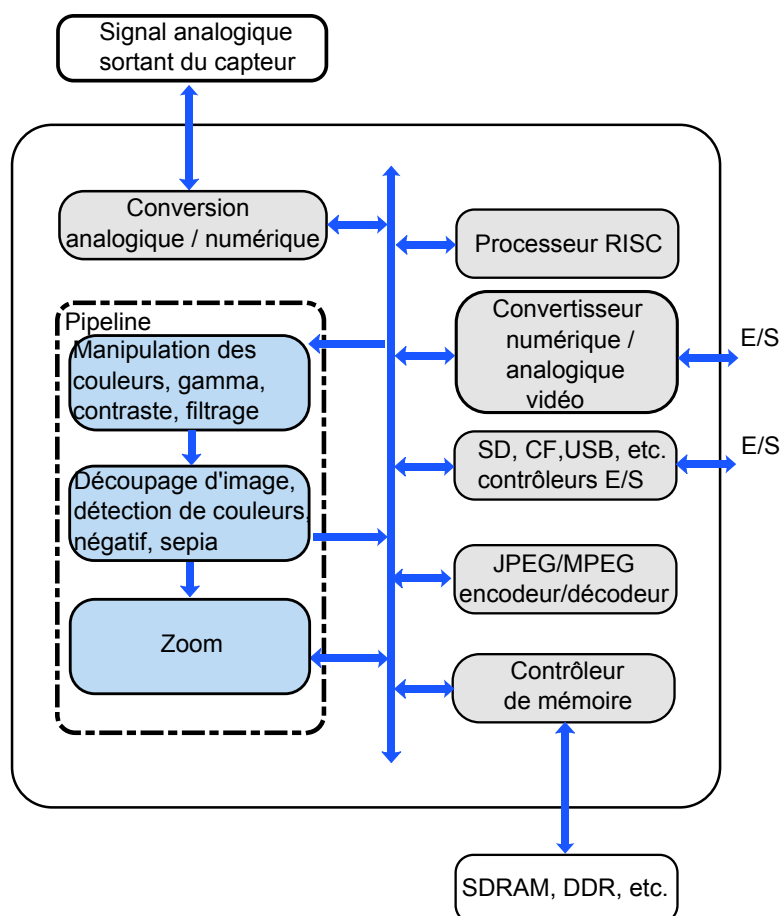 Signal analogique
sortant du capteur
Conversion
analogique / numérique
Pipeline
Manipulation des
couleurs, gamma,
contraste, filtrage
Découpage d'image,
détection de couleurs,
négatif, sepia
Zoom
Processeur RISC
Convertisseur
numérique /
analogique
vidéo
E/S
SD, CF,USB, etc.
contrôleurs E/S
E/S
JPEG/MPEG
encodeur/décodeur
Contrôleur
de mémoire
SDRAM, DDR, etc.